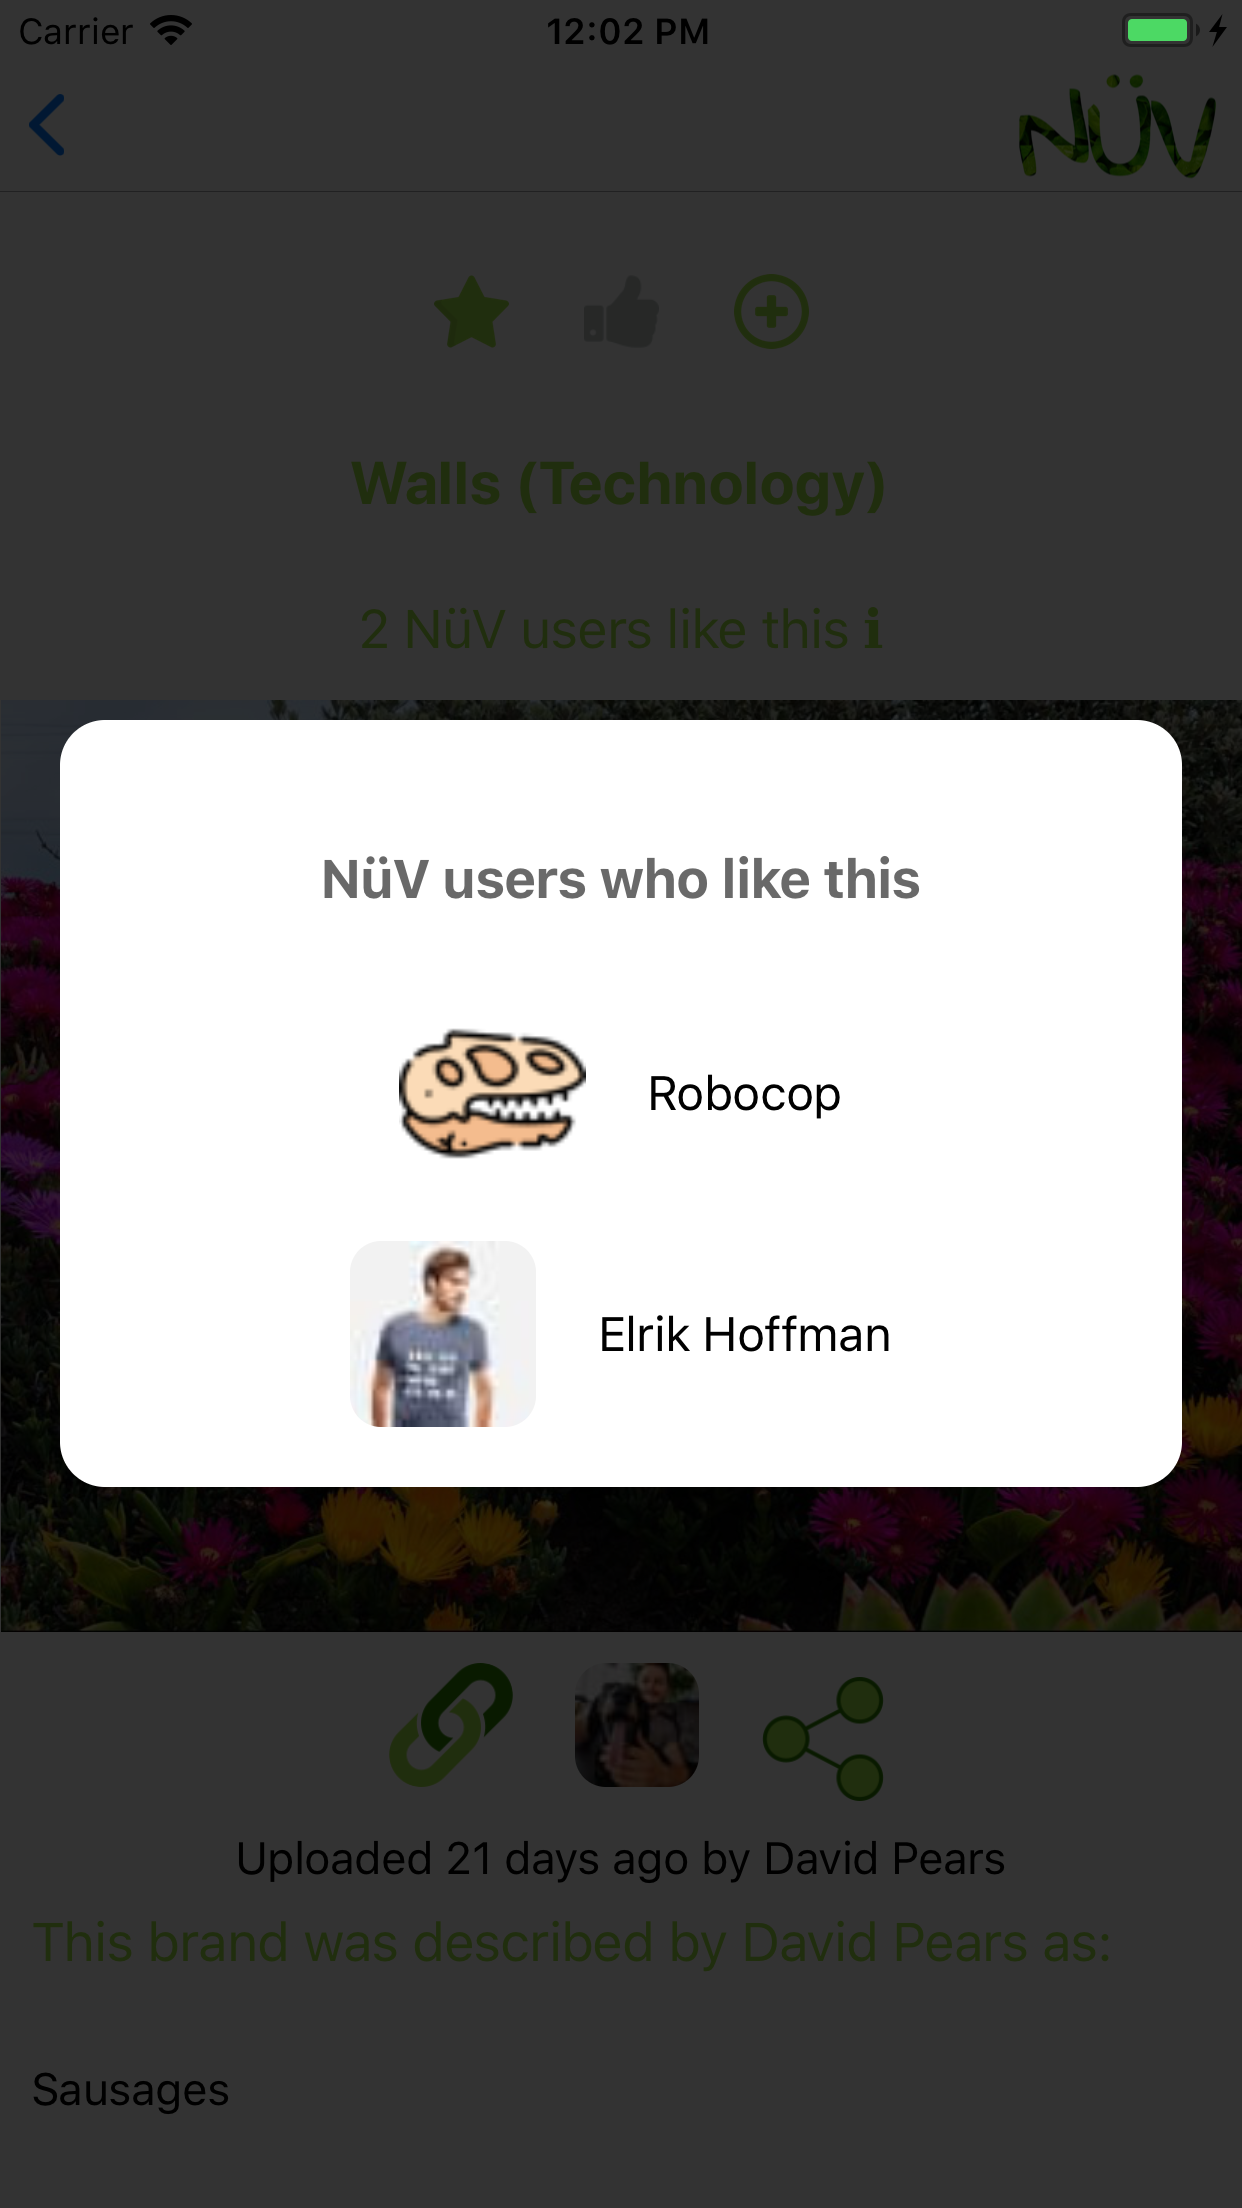 Carrier 12:02 PM
NÜV
Walls (Technology)
2 NüV users like this ℹ
NüV users who like this
Robocop
Elrik Hoffman
Uploaded 21 days ago by David Pears
This brand was described by David Pears as:
Sausages